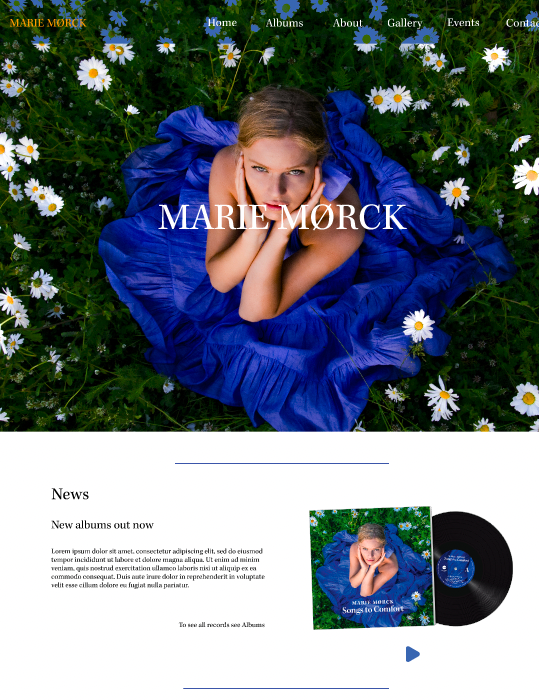 MARIE MØRCK
Home Albums About Gallery Events Contac
MARIE MØRCK
News
New albums out now
Lorem ipsum dolor sit amet, consectetur adipiscing elit, sed do eiusmod
tempor incididunt ut labore et dolore magna aliqua. Ut enim ad minim
veniam, quis nostrud exercitation ullamco laboris nisi ut aliquip ex ea
commodo consequat. Duis aute irure dolor in reprehenderit in voluptate
velit esse cillum dolore eu fugiat nulla pariatur.
To see all records see Albums
MARIE MØRCK
Songs to Comfort